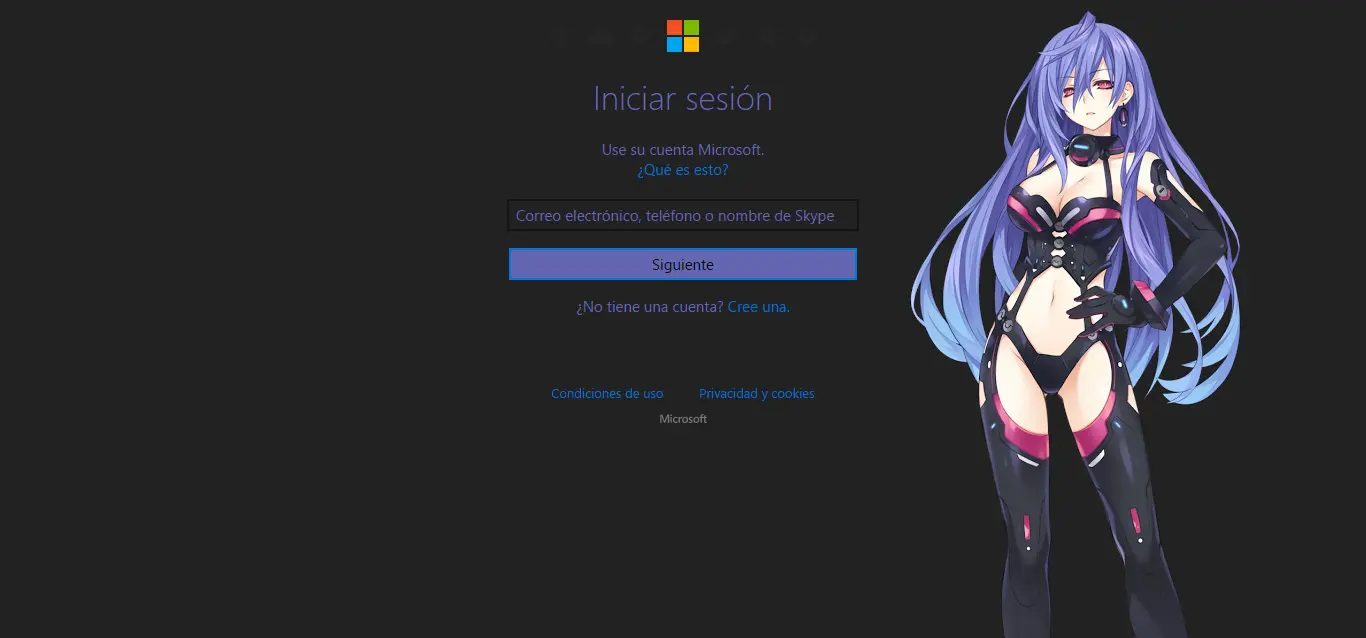 Iniciar sesión
Use su cuenta Microsoft.
¿Qué es esto?
Correo electrónico, teléfono o nombre de Skype
Siguiente
¿No tiene una cuenta? Cree una.
Condiciones de uso Privacidad y cookies
Microsoft